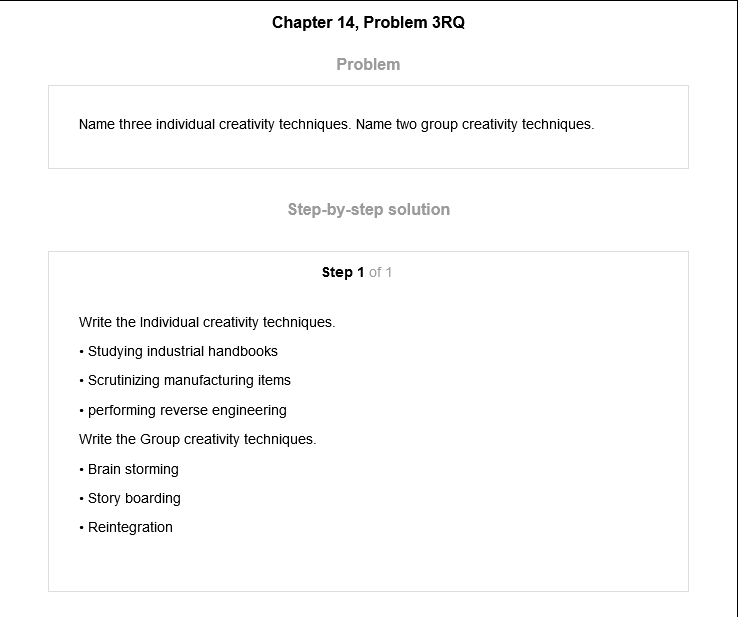 Chapter 14, Problem 3RQ
Problem
Name three individual creativity techniques. Name two group creativity techniques.
Step-by-step solution
Step 1 of 1
Write the Individual creativity techniques.
• Studying industrial handbooks
• Scrutinizing manufacturing items
• performing reverse engineering
Write the Group creativity techniques.
• Brain storming
• Story boarding
• Reintegration